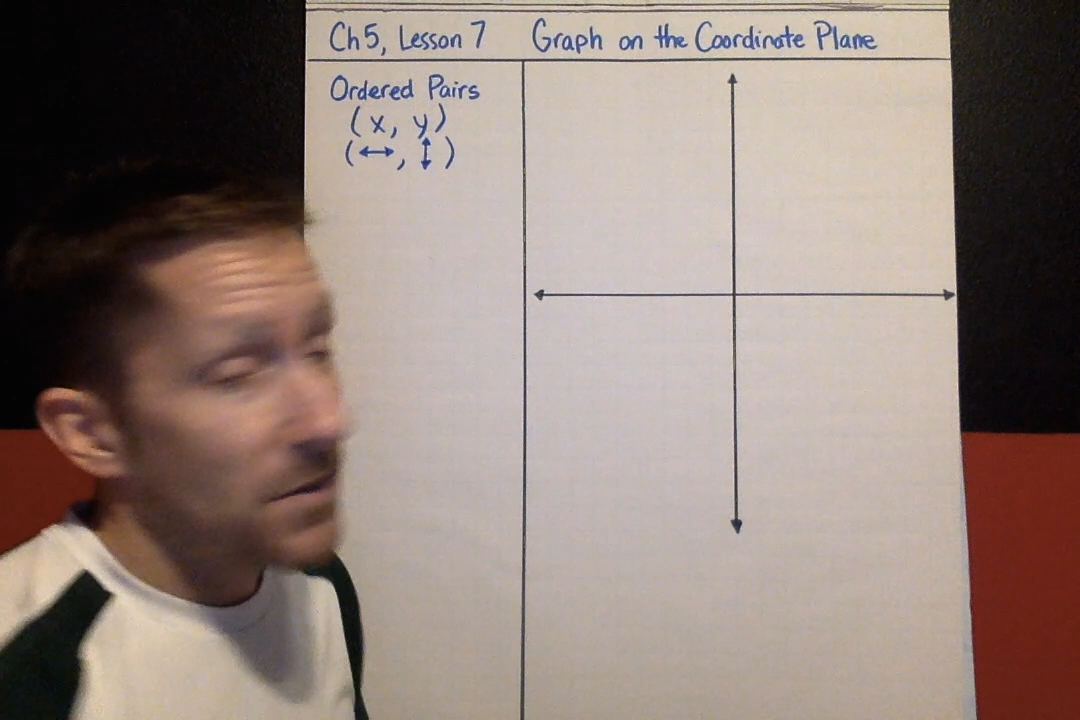 Ch 5, Lesson 7 Graph on the Coordinate Plane
Ordered Pairs
(x, y)
(↔, ↕)